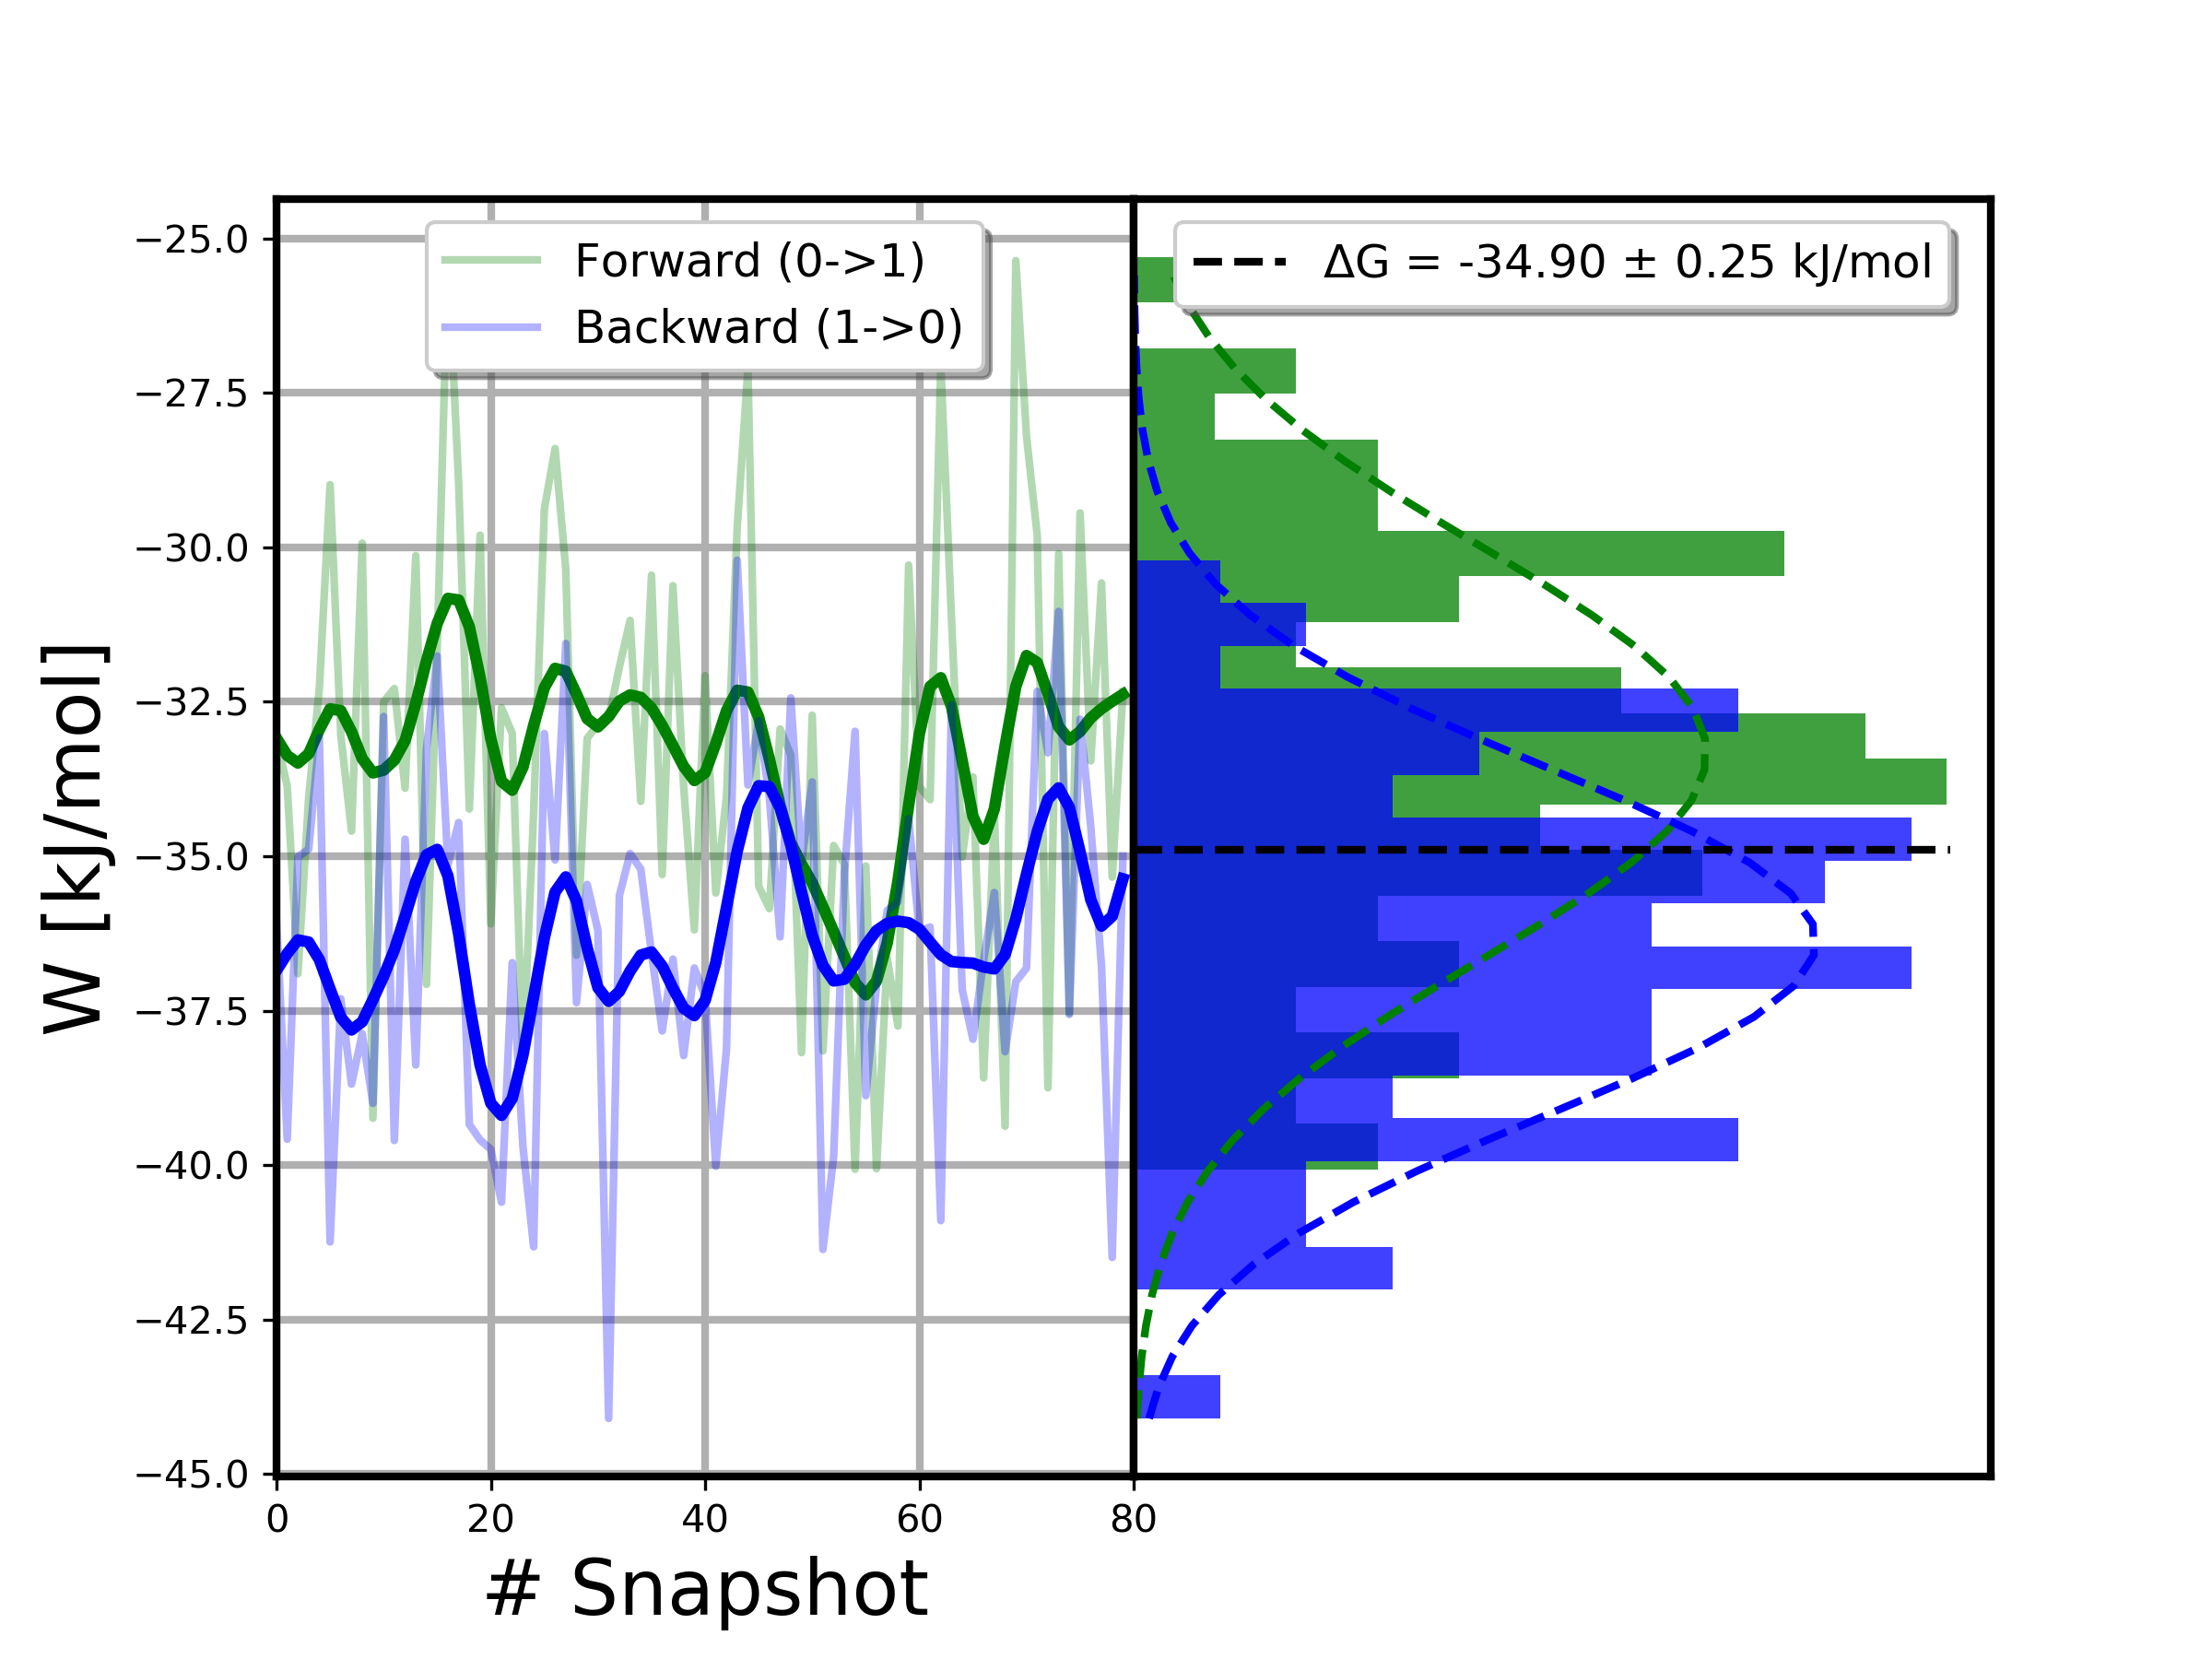 W [kJ/mol]
−25.0
−27.5
−30.0
−32.5
−35.0
−37.5
−40.0
−42.5
−45.0
Forward (0->1)
Backward (1->0)
ΔG = -34.90 ± 0.25 kJ/mol
0 20 40 60 80
# Snapshot